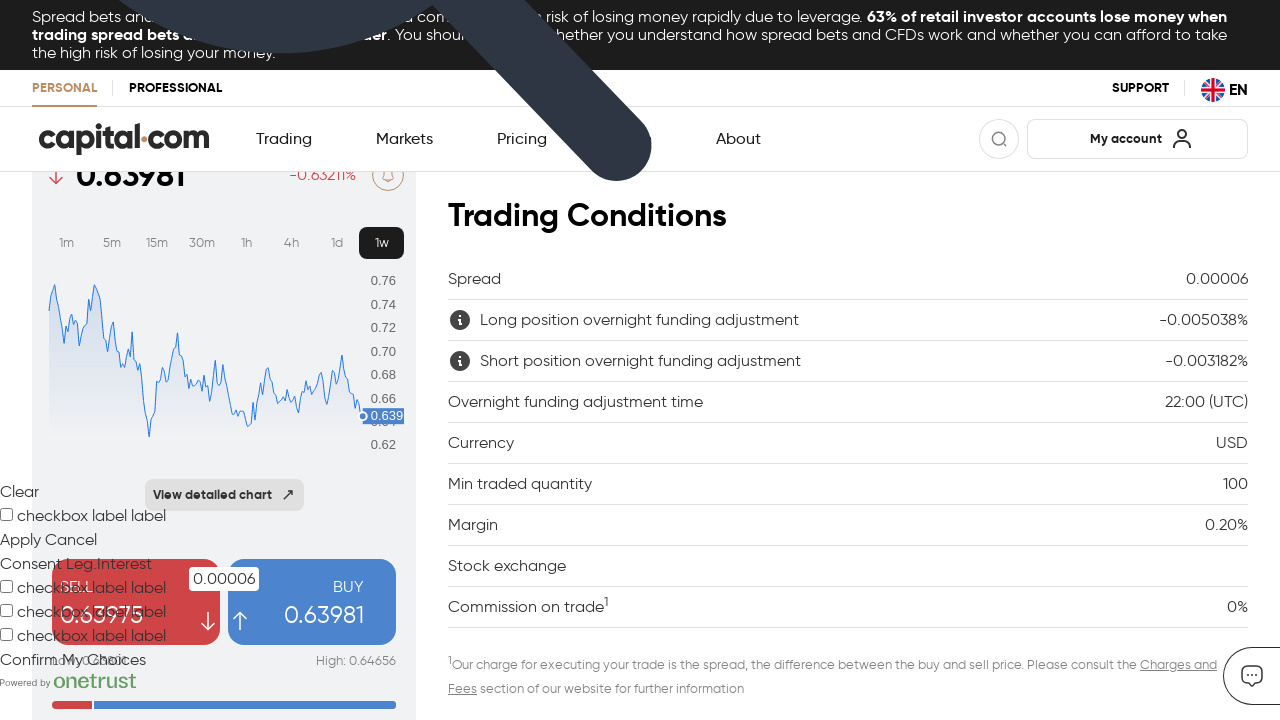 Spread bets and com risk of losing money rapidly due to leverage. 63% of retail investor accounts lose money when
trading spread bets a der. You shou hether you understand how spread bets and CFDs work and whether you can afford to take
the high risk of losing your money.
PERSONAL PROFESSIONAL SUPPORT EN
capital.com Trading Markets Pricing About My account
0.63981 -0.63211%
Trading Conditions
1m 5m 15m 30m 1h 4h 1d 1w
Spread 0.00006
Long position overnight funding adjustment -0.005038%
Short position overnight funding adjustment -0.003182%
Overnight funding adjustment time 22:00 (UTC)
Currency USD
Min traded quantity 100
Margin 0.20%
Stock exchange
Commission on trade1 0%
1Our charge for executing your trade is the spread, the difference between the buy and sell price. Please consult the Charges and
Fees section of our website for further information
0.76
0.74
0.72
0.70
0.68
0.66
0.639
0.62
View detailed chart
Clear
checkbox label label
Apply Cancel
Consent Leg.Interest
SELL 0.00006 BUY
checkbox label label
0.63975 0.63981
checkbox label label
checkbox label label
Confirm My Choices
High: 0.64656
Powered by onetrust